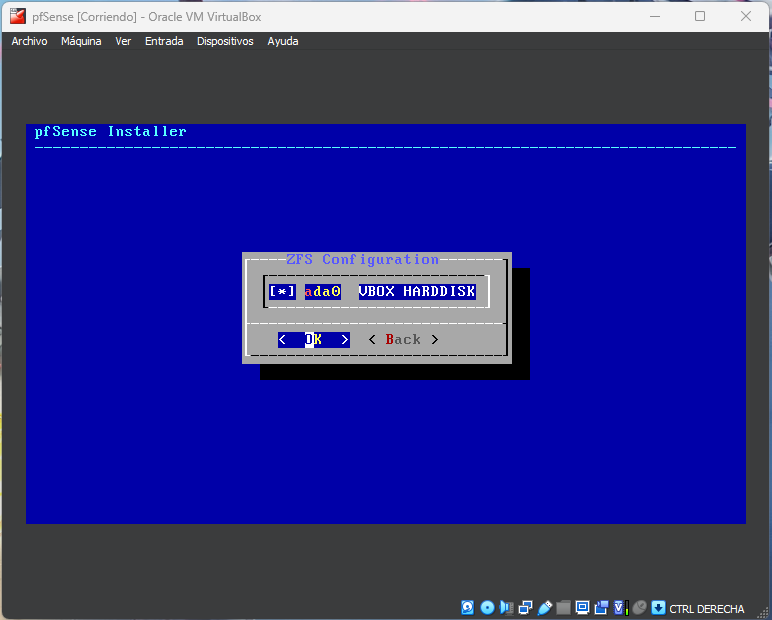 pfSense [Corriendo] - Oracle VM VirtualBox
Archivo Máquina Ver Entrada Dispositivos Ayuda
pfSense Installer
ZFS Configuration
[*] ada0 VBOX HARDDISK
< OK > < Back >
CTRL DERECHA